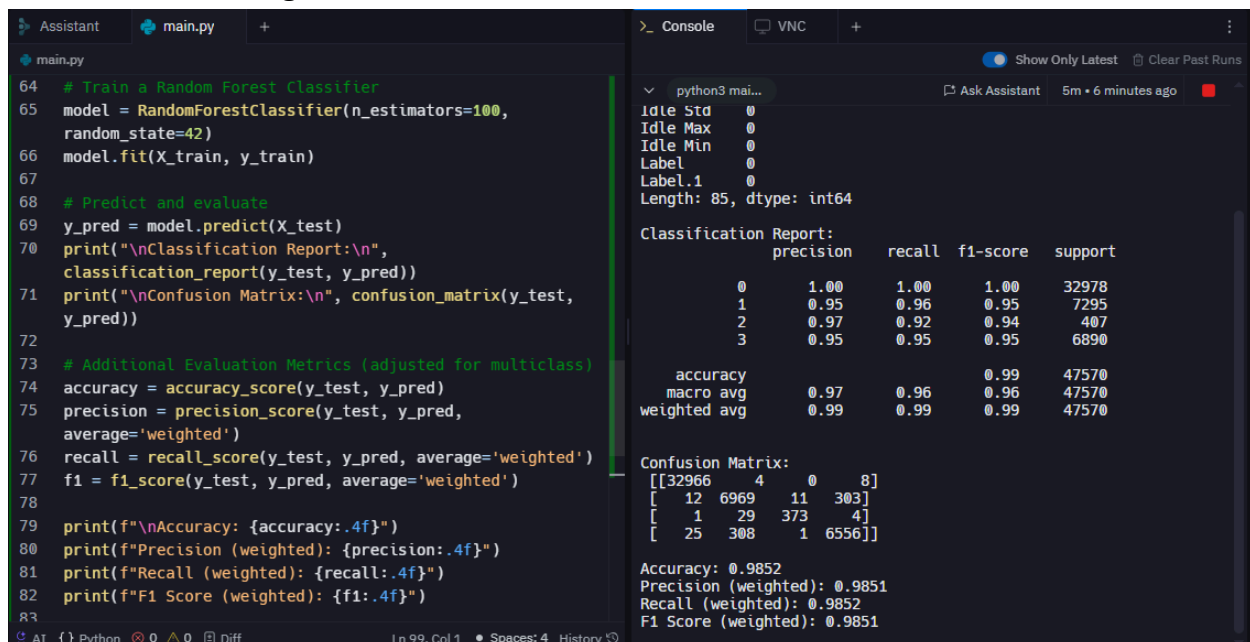 Assistant main.py +
main.py
64 # Train a Random Forest Classifier
65 model = RandomForestClassifier(n_estimators=100,
random_state=42)
66 model.fit(X_train, y_train)
67
68 # Predict and evaluate
69 y_pred = model.predict(X_test)
70 print("\nClassification Report:\n",
classification_report(y_test, y_pred))
71 print("\nConfusion Matrix:\n", confusion_matrix(y_test,
y_pred))
72
73 # Additional Evaluation Metrics (adjusted for multiclass)
74 accuracy = accuracy_score(y_test, y_pred)
75 precision = precision_score(y_test, y_pred,
average='weighted')
76 recall = recall_score(y_test, y_pred, average='weighted')
77 f1 = f1_score(y_test, y_pred, average='weighted')
78
79 print(f"\nAccuracy: {accuracy:.4f}")
80 print(f"Precision (weighted): {precision:.4f}")
81 print(f"Recall (weighted): {recall:.4f}")
82 print(f"F1 Score (weighted): {f1:.4f}")
83
AI {} Python 0 0 Diff Ln 99, Col 1 • Spaces: 4 History
>_ Console VNC +
Show Only Latest Clear Past Runs
python3 mai... Ask Assistant 5m • 6 minutes ago
Idle Std 0
Idle Max 0
Idle Min 0
Label 0
Label.1 0
Length: 85, dtype: int64
Classification Report:
precision recall f1-score support
0 1.00 1.00 1.00 32978
1 0.95 0.96 0.95 7295
2 0.97 0.92 0.94 407
3 0.95 0.95 0.95 6890
accuracy 0.99 47570
macro avg 0.97 0.96 0.96 47570
weighted avg 0.99 0.99 0.99 47570
Confusion Matrix:
[[32966 4 0 8]
[ 12 6969 11 303]
[ 1 29 373 4]
[ 25 308 1 6556]]
Accuracy: 0.9852
Precision (weighted): 0.9851
Recall (weighted): 0.9852
F1 Score (weighted): 0.9851